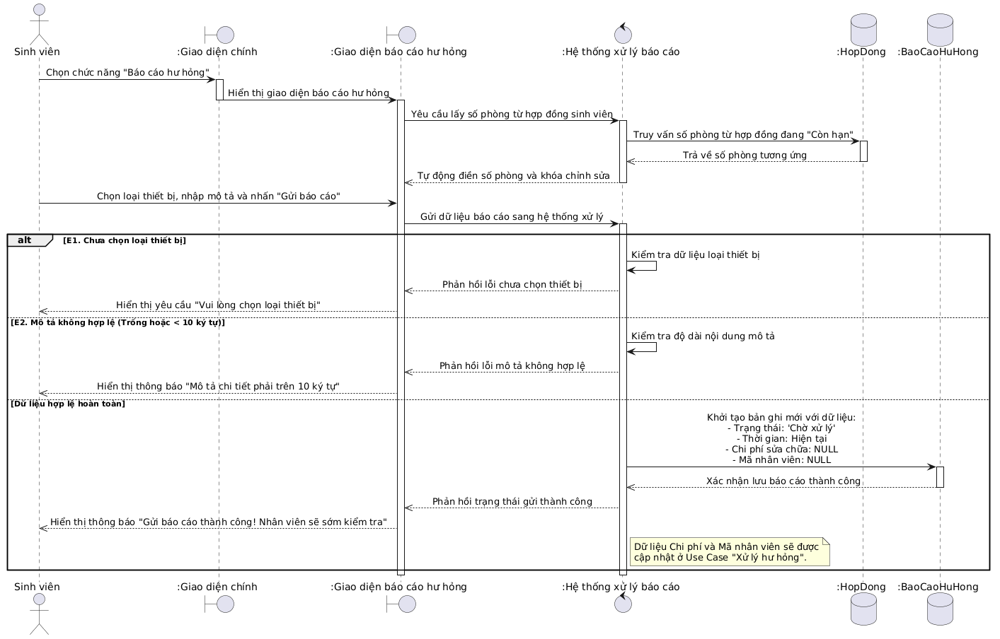 Sinh viên
:Giao diện chính
:Giao diện báo cáo hư hỏng
:Hệ thống xử lý báo cáo
:HopDong
:BaoCaoHuHong
Chọn chức năng "Báo cáo hư hỏng"
Hiển thị giao diện báo cáo hư hỏng
Yêu cầu lấy số phòng từ hợp đồng sinh viên
Truy vấn số phòng từ hợp đồng đang "Còn hạn"
Trả về số phòng tương ứng
Tự động điền số phòng và khóa chỉnh sửa
Chọn loại thiết bị, nhập mô tả và nhấn "Gửi báo cáo"
Gửi dữ liệu báo cáo sang hệ thống xử lý
alt
[E1. Chưa chọn loại thiết bị]
Kiểm tra dữ liệu loại thiết bị
Phản hồi lỗi chưa chọn thiết bị
Hiển thị yêu cầu "Vui lòng chọn loại thiết bị"
[E2. Mô tả không hợp lệ (Trống hoặc < 10 ký tự)]
Kiểm tra độ dài nội dung mô tả
Phản hồi lỗi mô tả không hợp lệ
Hiển thị thông báo "Mô tả chi tiết phải trên 10 ký tự"
[Dữ liệu hợp lệ hoàn toàn]
Khởi tạo bản ghi mới với dữ liệu:
- Trạng thái: 'Chờ xử lý'
- Thời gian: Hiện tại
- Chi phí sửa chữa: NULL
- Mã nhân viên: NULL
Xác nhận lưu báo cáo thành công
Phản hồi trạng thái gửi thành công
Hiển thị thông báo "Gửi báo cáo thành công! Nhân viên sẽ sớm kiểm tra"
Dữ liệu Chi phí và Mã nhân viên sẽ được
cập nhật ở Use Case "Xử lý hư hỏng".
Sinh viên
:Giao diện chính
:Giao diện báo cáo hư hỏng
:Hệ thống xử lý báo cáo
:HopDong
:BaoCaoHuHong